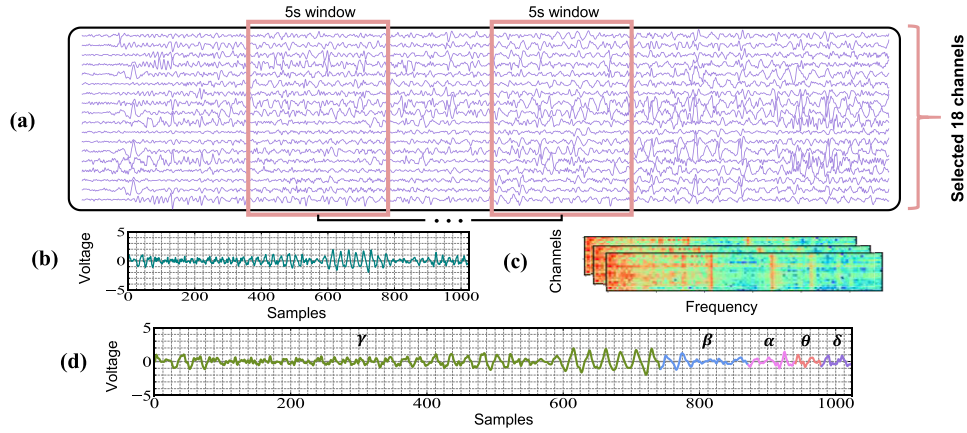 5s window 5s window
(a)
Selected 18 channels
• • •
(b)
Voltage
5
0
−5
0 200 400 600 800 1000
Samples
(c)
Channels
Frequency
(d)
Voltage
5
0
−5
γ β α θ δ
0 200 400 600 800 1000
Samples